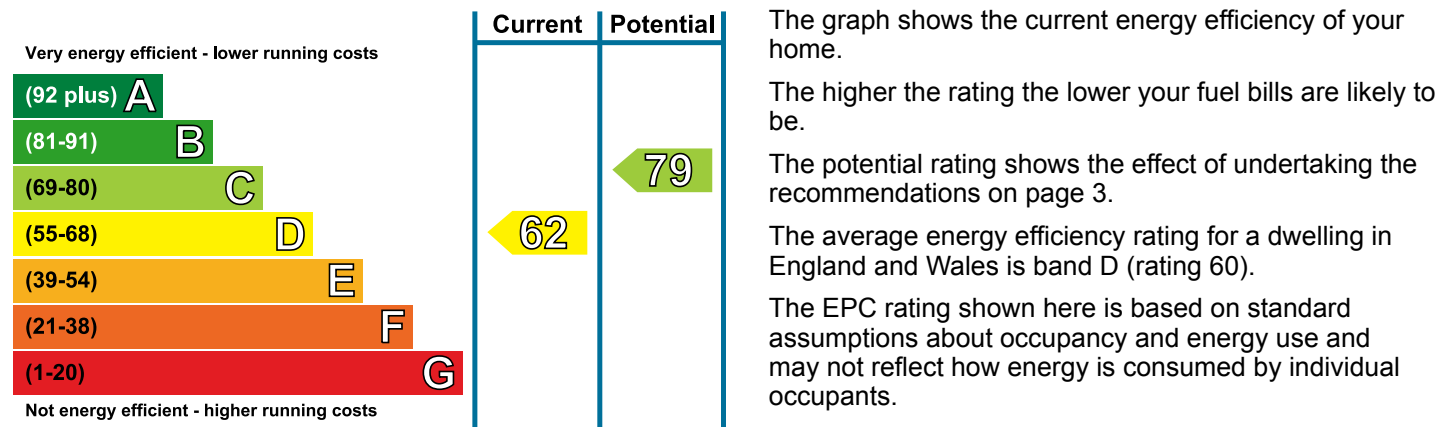 Current Potential
Very energy efficient - lower running costs
(92 plus) A
(81-91) B
(69-80) C
79
(55-68) D
62
(39-54) E
(21-38) F
(1-20) G
Not energy efficient - higher running costs
The graph shows the current energy efficiency of your
home.
The higher the rating the lower your fuel bills are likely to
be.
The potential rating shows the effect of undertaking the
recommendations on page 3.
The average energy efficiency rating for a dwelling in
England and Wales is band D (rating 60).
The EPC rating shown here is based on standard
assumptions about occupancy and energy use and
may not reflect how energy is consumed by individual
occupants.